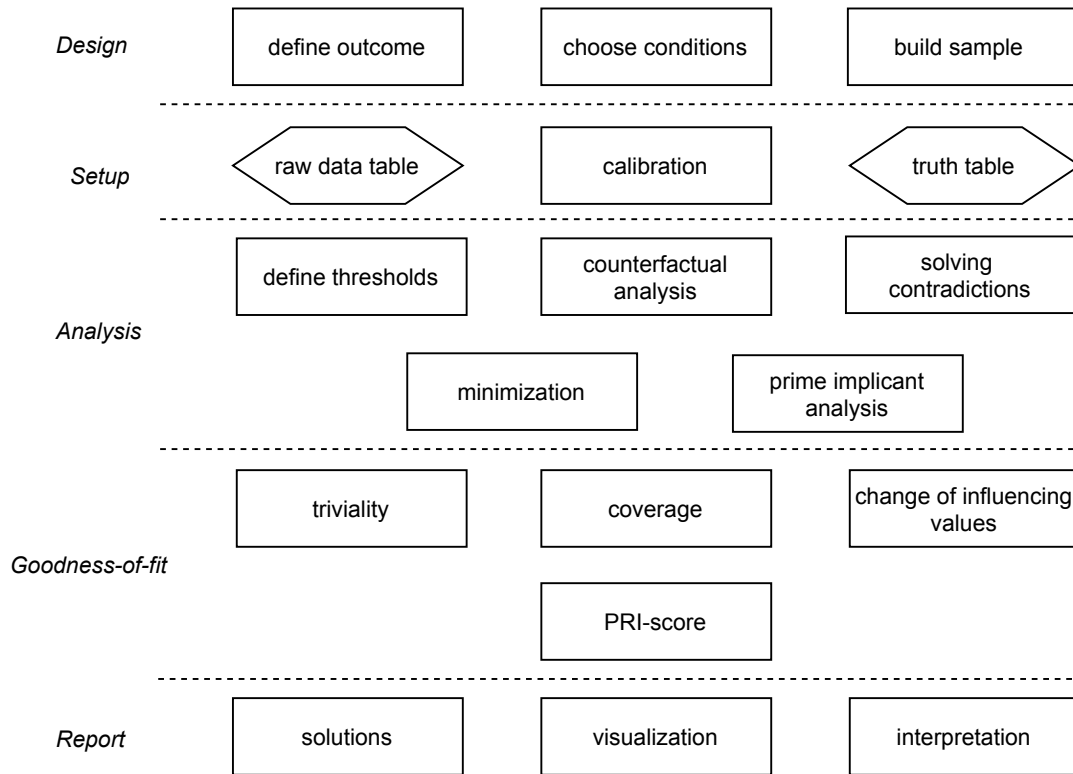 Design
define outcome
choose conditions
build sample
Setup
raw data table
calibration
truth table
Analysis
define thresholds
counterfactual
analysis
solving
contradictions
minimization
prime implicant
analysis
Goodness-of-fit
triviality
coverage
change of influencing
values
PRI-score
Report
solutions
visualization
interpretation